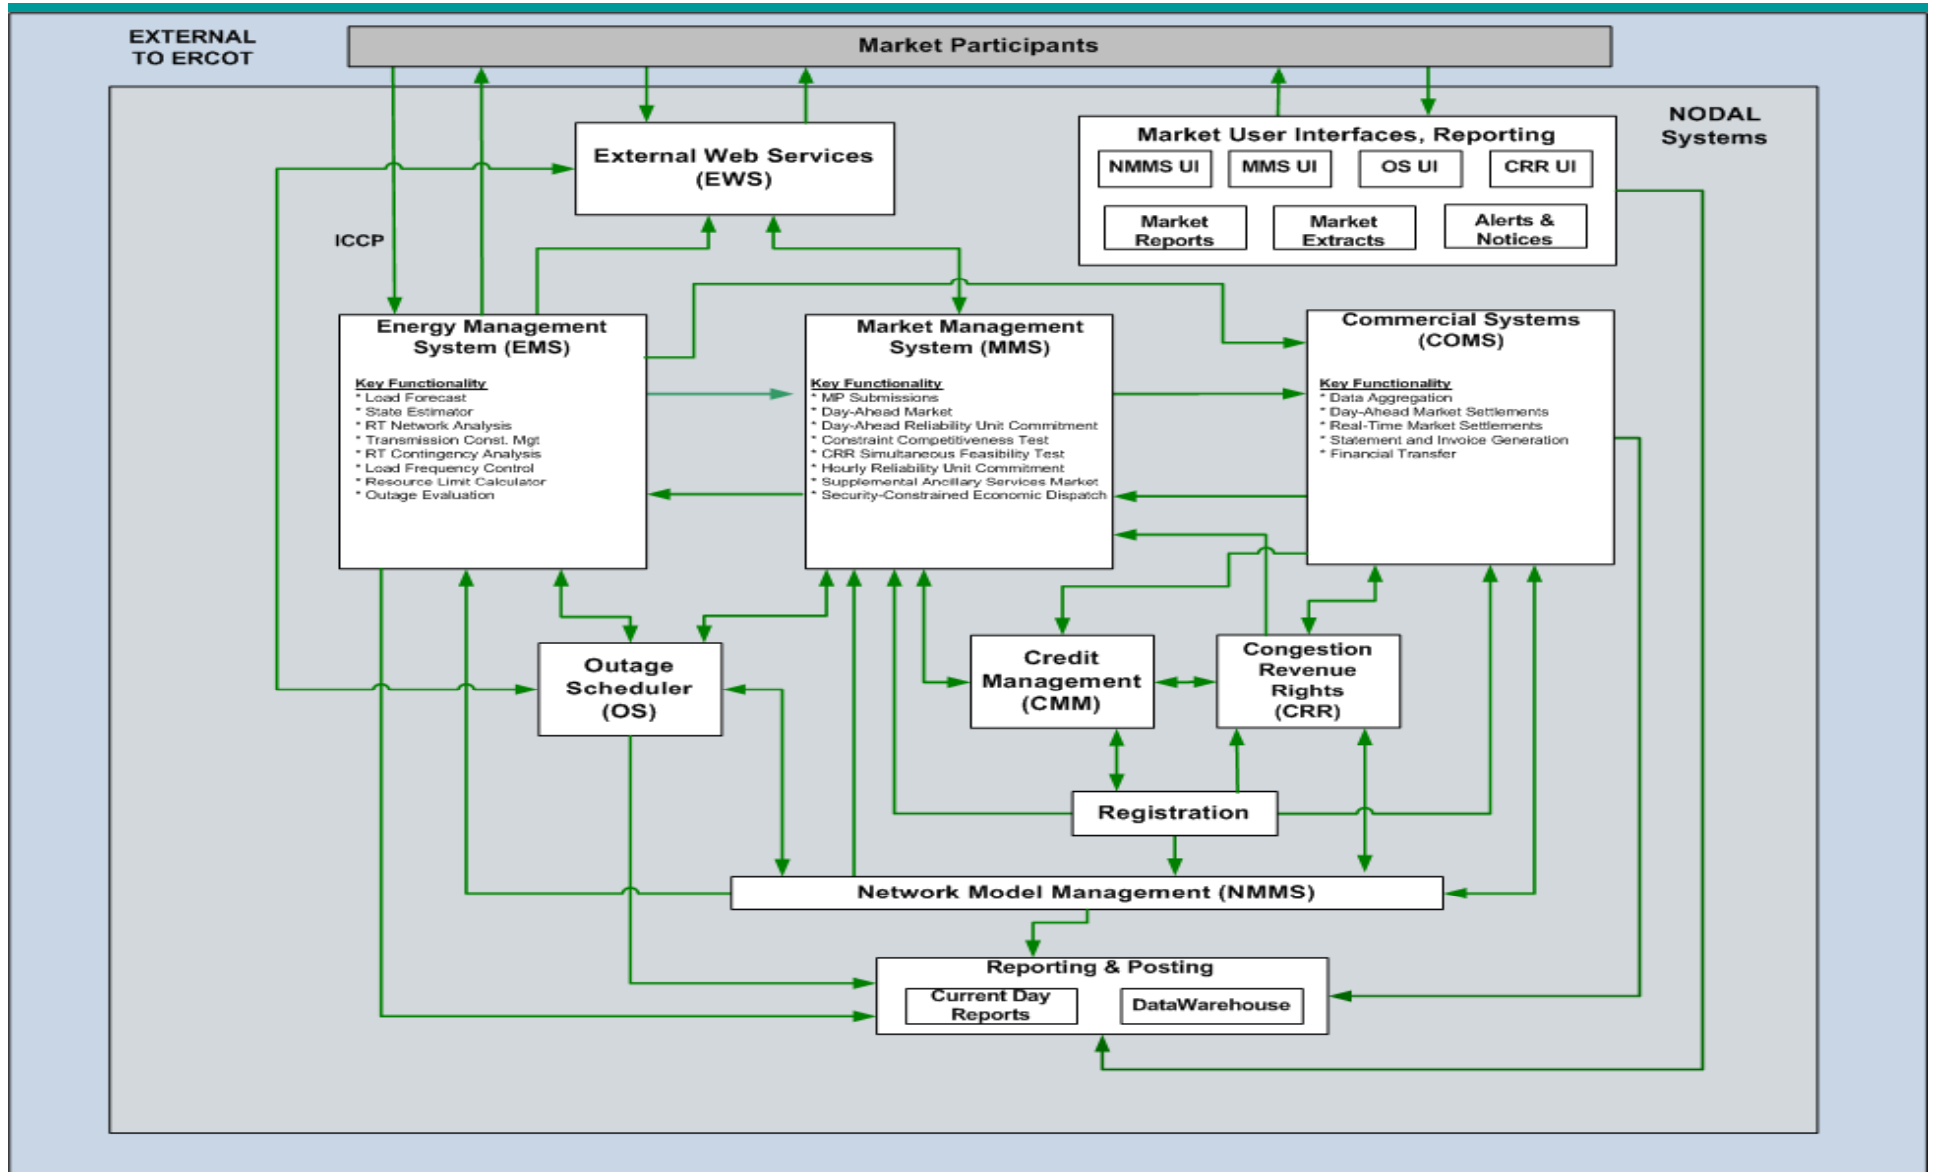 EXTERNAL
TO ERCOT
Market Participants
NODAL
Systems
External Web Services
(EWS)
Market User Interfaces, Reporting
NMMS UI
MMS UI
OS UI
CRR UI
Market
Reports
Market
Extracts
Alerts &
Notices
ICCP
Energy Management
System (EMS)
Key Functionality
* Load Forecast
* State Estimator
* RT Network Analysis
* Transmission Const. Mgt
* RT Contingency Analysis
* Load Frequency Control
* Resource Limit Calculator
* Outage Evaluation
Market Management
System (MMS)
Key Functionality
* MP Submissions
* Day-Ahead Market
* Day-Ahead Reliability Unit Commitment
* Constraint Competitiveness Test
* CRR Simultaneous Feasibility Test
* Hourly Reliability Unit Commitment
* Supplemental Ancillary Services Market
* Security-Constrained Economic Dispatch
Commercial Systems
(COMS)
Key Functionality
* Data Aggregation
* Day-Ahead Market Settlements
* Real-Time Market Settlements
* Statement and Invoice Generation
* Financial Transfer
Outage
Scheduler
(OS)
Credit
Management
(CMM)
Congestion
Revenue
Rights
(CRR)
Registration
Network Model Management (NMMS)
Reporting & Posting
Current Day
Reports
DataWarehouse